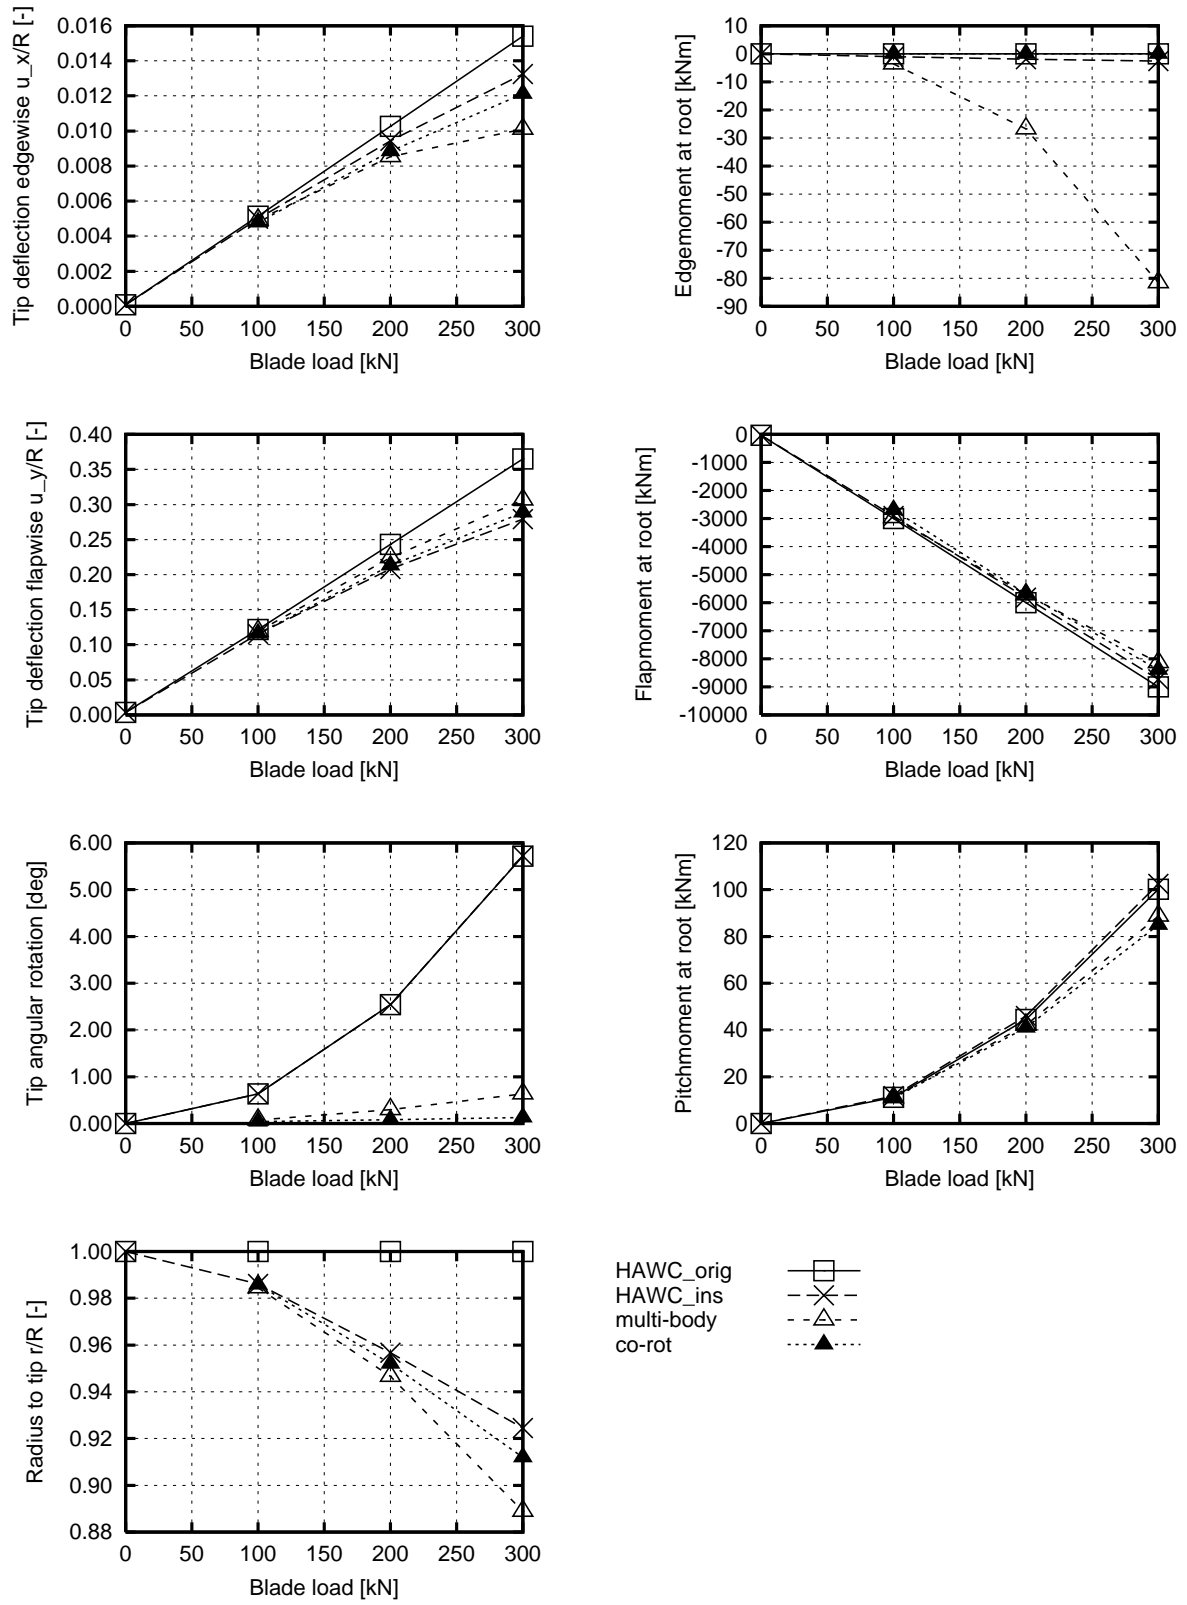 Tip deflection edgewise u_x/R [-]
0.016
0.014
0.012
0.010
0.008
0.006
0.004
0.002
0.000
0 50 100 150 200 250 300
Blade load [kN]
Edgemoment at root [kNm]
10
0
-10
-20
-30
-40
-50
-60
-70
-80
-90
0 50 100 150 200 250 300
Blade load [kN]
Tip deflection flapwise u_y/R [-]
0.40
0.35
0.30
0.25
0.20
0.15
0.10
0.05
0.00
0 50 100 150 200 250 300
Blade load [kN]
Flapmoment at root [kNm]
0
-1000
-2000
-3000
-4000
-5000
-6000
-7000
-8000
-9000
-10000
0 50 100 150 200 250 300
Blade load [kN]
Tip angular rotation [deg]
6.00
5.00
4.00
3.00
2.00
1.00
0.00
0 50 100 150 200 250 300
Blade load [kN]
Pitchmoment at root [kNm]
120
100
80
60
40
20
0
0 50 100 150 200 250 300
Blade load [kN]
Radius to tip r/R [-]
1.00
0.98
0.96
0.94
0.92
0.90
0.88
0 50 100 150 200 250 300
Blade load [kN]
HAWC_orig
HAWC_ins
multi-body
co-rot